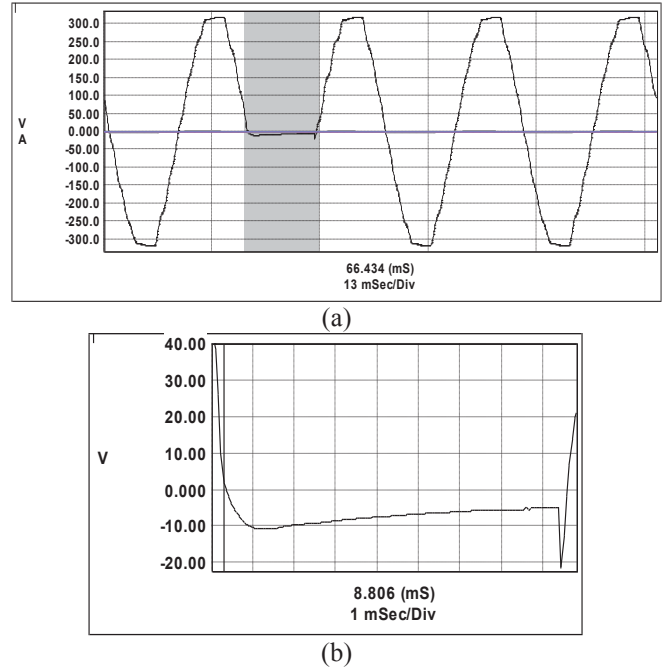 300.0
250.0
200.0
150.0
100.0
50.00
0.000
-50.00
-100.0
-150.0
-200.0
-250.0
-300.0
V
A
66.434 (mS)
13 mSec/Div
(a)
40.00
30.00
20.00
10.00
0.000
-10.00
-20.00
V
8.806 (mS)
1 mSec/Div
(b)